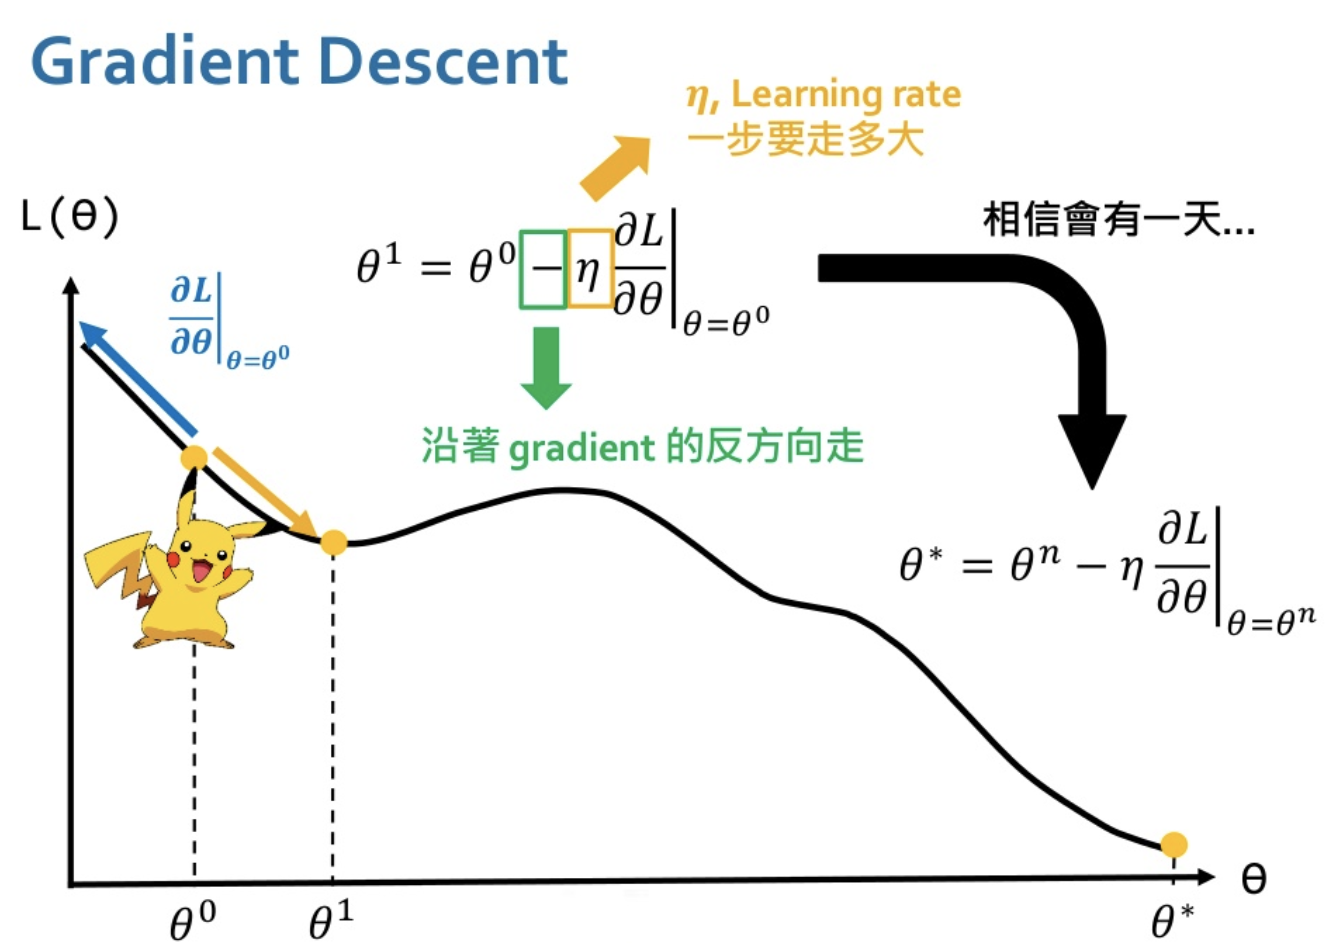 Gradient Descent
η, Learning rate
一步要走多大
L(θ)
相信會有一天...
θ¹ = θ⁰ − η ∂L/∂θ|θ=θ⁰
∂L/∂θ|θ=θ⁰
沿著 gradient 的反方向走
θ* = θⁿ − η ∂L/∂θ|θ=θⁿ
θ
θ⁰
θ¹
θ*